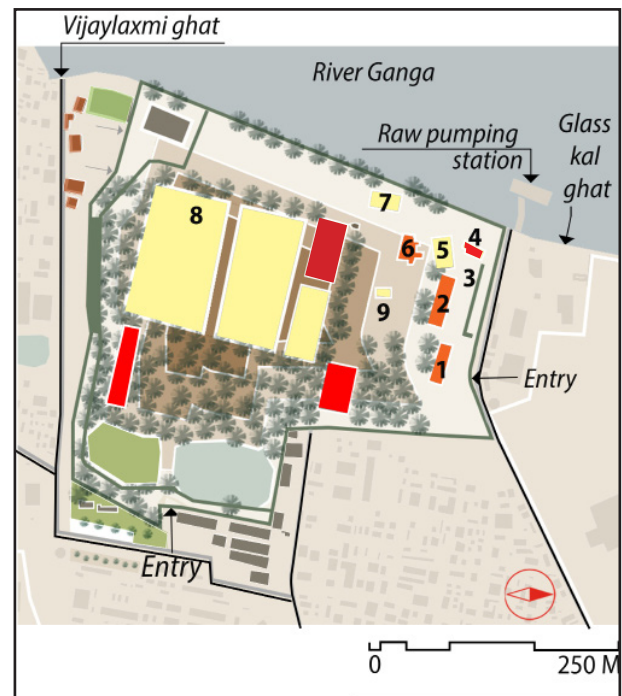 Vijaylaxmi ghat
River Ganga
Raw pumping
station
Glass
kal
ghat
7
8
6
5
4
3
2
9
1
Entry
Entry
0
250 M